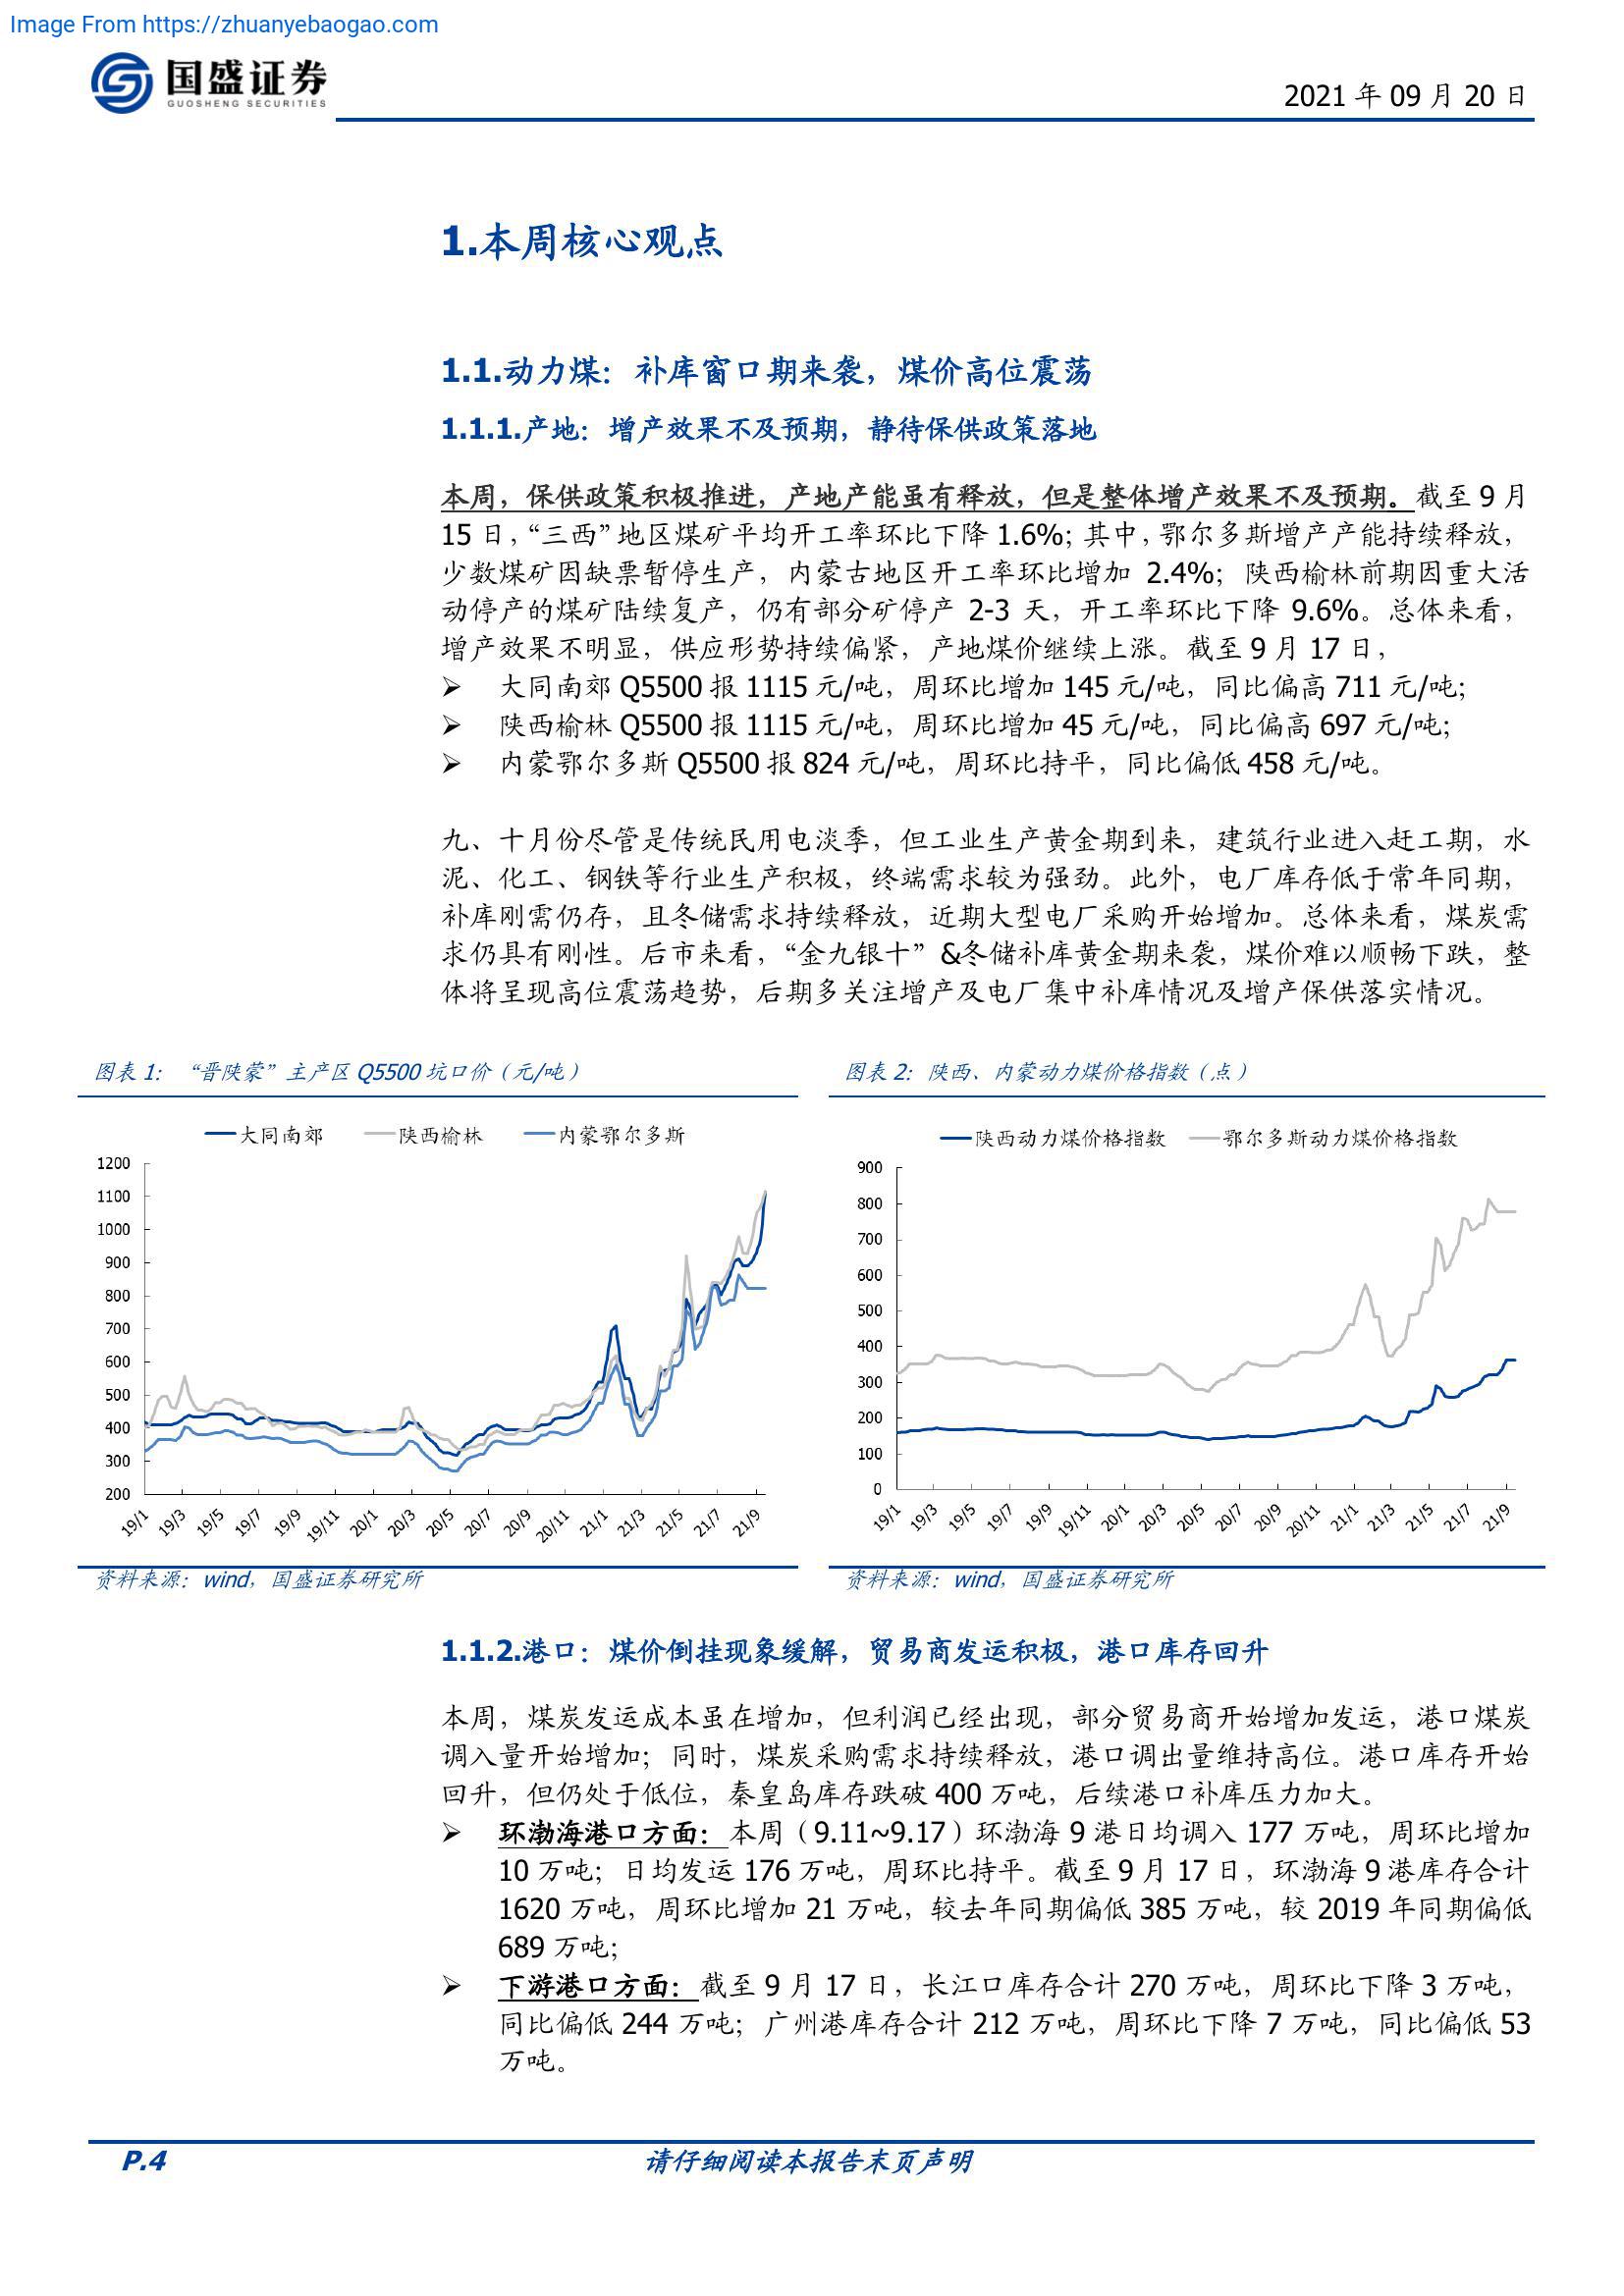 Image From https://zhuanyebaogao.com
国盛证券
GUOSHENG SECURITIES
2021 年 09 月 20 日
1.本周核心观点
1.1.动力煤：补库窗口期来袭，煤价高位震荡
1.1.1.产地：增产效果不及预期，静待保供政策落地
本周，保供政策积极推进，产地产能虽有释放，但是整体增产效果不及预期。截至 9 月
15 日，“三西”地区煤矿平均开工率环比下降 1.6%；其中，鄂尔多斯增产产能持续释放，
少数煤矿因缺票暂停生产，内蒙古地区开工率环比增加 2.4%；陕西榆林前期因重大活
动停产的煤矿陆续复产，仍有部分矿停产 2-3 天，开工率环比下降 9.6%。总体来看，
增产效果不明显，供应形势持续偏紧，产地煤价继续上涨。截至 9 月 17 日，
➢ 大同南郊 Q5500 报 1115 元/吨，周环比增加 145 元/吨，同比偏高 711 元/吨；
➢ 陕西榆林 Q5500 报 1115 元/吨，周环比增加 45 元/吨，同比偏高 697 元/吨；
➢ 内蒙鄂尔多斯 Q5500 报 824 元/吨，周环比持平，同比偏低 458 元/吨。
九、十月份尽管是传统民用电淡季，但工业生产黄金期到来，建筑行业进入赶工期，水
泥、化工、钢铁等行业生产积极，终端需求较为强劲。此外，电厂库存低于常年同期，
补库刚需仍存，且冬储需求持续释放，近期大型电厂采购开始增加。总体来看，煤炭需
求仍具有刚性。后市来看，“金九银十”&冬储补库黄金期来袭，煤价难以顺畅下跌，整
体将呈现高位震荡趋势，后期多关注增产及电厂集中补库情况及增产保供落实情况。
图表 1：“晋陕蒙”主产区 Q5500 坑口价（元/吨）
大同南郊 陕西榆林 内蒙鄂尔多斯
1200
1100
1000
900
800
700
600
500
400
300
200
19/1 19/3 19/5 19/7 19/9 19/11 20/1 20/3 20/5 20/7 20/9 20/11 21/1 21/3 21/5 21/7 21/9
资料来源：wind，国盛证券研究所
图表 2：陕西、内蒙动力煤价格指数（点）
陕西动力煤价格指数 鄂尔多斯动力煤价格指数
900
800
700
600
500
400
300
200
100
0
19/1 19/3 19/5 19/7 19/9 19/11 20/1 20/3 20/5 20/7 20/9 20/11 21/1 21/3 21/5 21/7 21/9
资料来源：wind，国盛证券研究所
1.1.2.港口：煤价倒挂现象缓解，贸易商发运积极，港口库存回升
本周，煤炭发运成本虽在增加，但利润已经出现，部分贸易商开始增加发运，港口煤炭
调入量开始增加；同时，煤炭采购需求持续释放，港口调出量维持高位。港口库存开始
回升，但仍处于低位，秦皇岛库存跌破 400 万吨，后续港口补库压力加大。
➢ 环渤海港口方面：本周（9.11~9.17）环渤海 9 港日均调入 177 万吨，周环比增加
10 万吨；日均发运 176 万吨，周环比持平。截至 9 月 17 日，环渤海 9 港库存合计
1620 万吨，周环比增加 21 万吨，较去年同期偏低 385 万吨，较 2019 年同期偏低
689 万吨；
➢ 下游港口方面：截至 9 月 17 日，长江口库存合计 270 万吨，周环比下降 3 万吨，
同比偏低 244 万吨；广州港库存合计 212 万吨，周环比下降 7 万吨，同比偏低 53
万吨。
P.4
请仔细阅读本报告末页声明